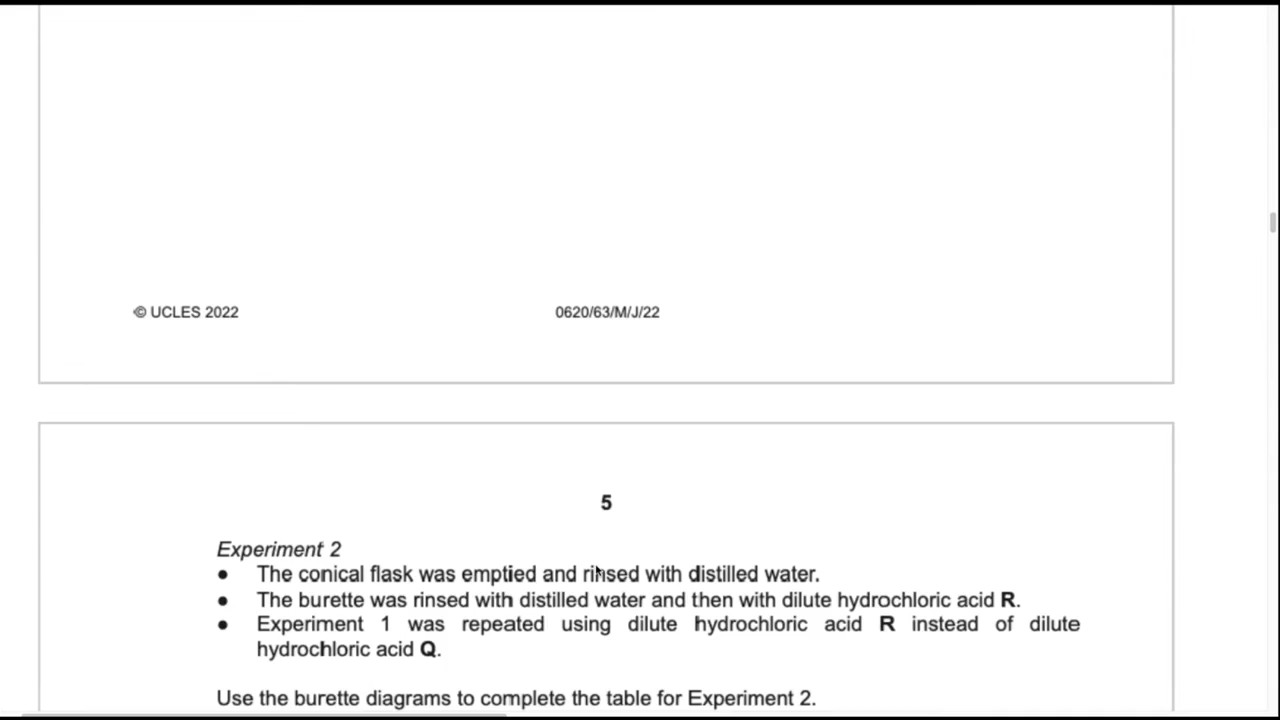 © UCLES 2022 0620/63/M/J/22
5
Experiment 2
• The conical flask was emptied and rinsed with distilled water.
• The burette was rinsed with distilled water and then with dilute hydrochloric acid R.
• Experiment 1 was repeated using dilute hydrochloric acid R instead of dilute
hydrochloric acid Q.
Use the burette diagrams to complete the table for Experiment 2.